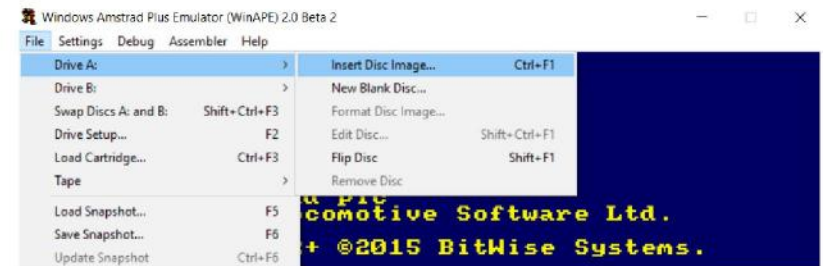 Windows Amstrad Plus Emulator (WinAPE) 2.0 Beta 2
File Settings Debug Assembler Help
Drive A: >
Drive B: >
Swap Discs A: and B: Shift+Ctrl+F3
Drive Setup... F2
Load Cartridge... Ctrl+F3
Tape >
Load Snapshot... F5
Save Snapshot... F6
Update Snapshot Ctrl+F6
Insert Disc Image... Ctrl+F1
New Blank Disc...
Format Disc Image...
Edit Disc... Shift+Ctrl+F1
Flip Disc Shift+F1
Remove Disc
plc
ocomotive Software Ltd.
+ ©2015 BitWise Systems.